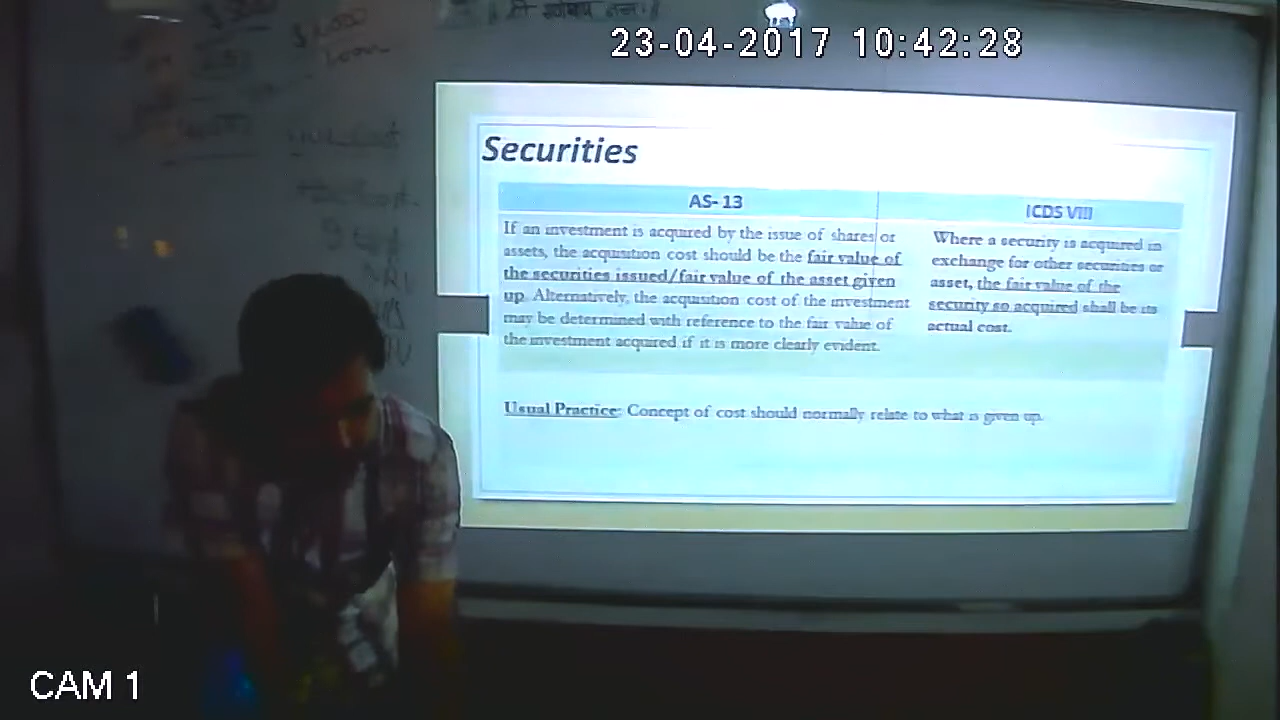 23-04-2017 10:42:28
$ 1,000
Loan
Securities
AS- 13
ICDS VIII
If an investment is acquired by the issue of shares or
assets, the acquisition cost should be the fair value of
the securities issued/fair value of the asset given
up. Alternatively, the acquisition cost of the investment
may be determined with reference to the fair value of
the investment acquired if it is more clearly evident.
Where a security is acquired in
exchange for other securities or
asset, the fair value of the
security so acquired shall be its
actual cost.
Usual Practice: Concept of cost should normally relate to what is given up.
CAM 1